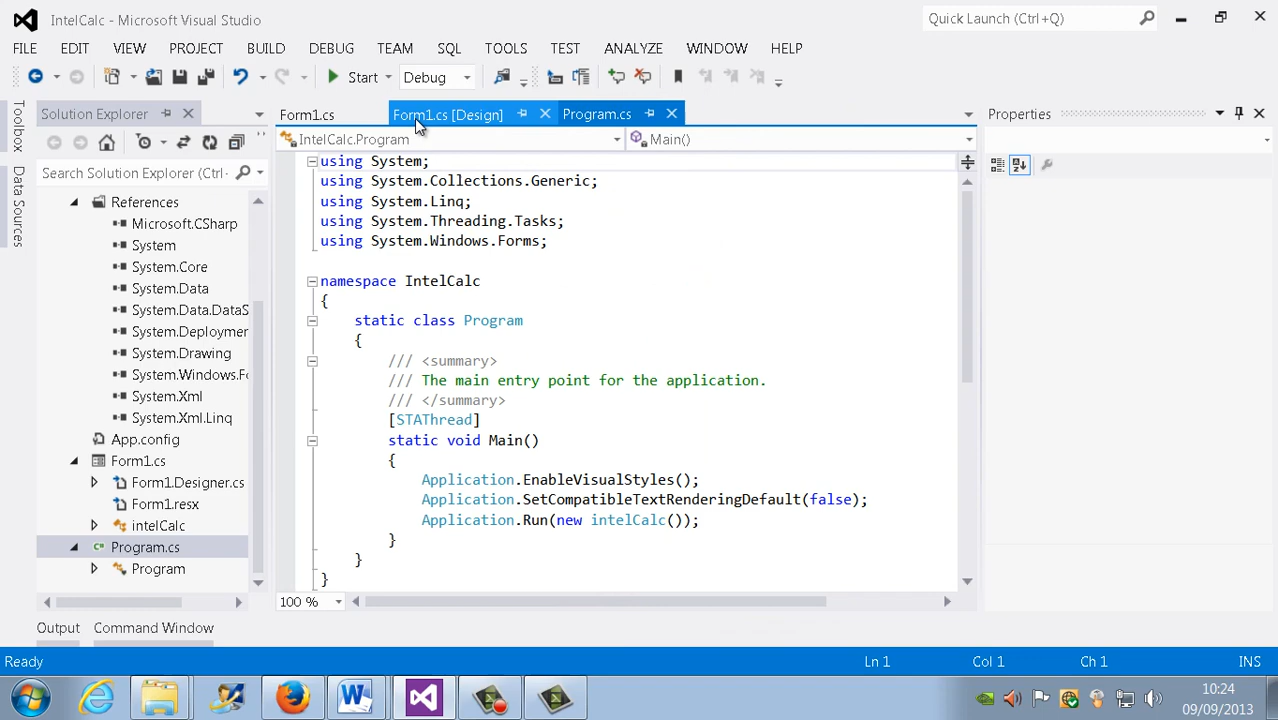 IntelCalc - Microsoft Visual Studio
Quick Launch (Ctrl+Q)
FILE EDIT VIEW PROJECT BUILD DEBUG TEAM SQL TOOLS TEST ANALYZE WINDOW HELP
Start Debug
Toolbox
Data Sources
Solution Explorer
Search Solution Explorer (Ctrl
References
Microsoft.CSharp
System
System.Core
System.Data
System.Data.DataS
System.Deploymer
System.Drawing
System.Windows.Fo
System.Xml
System.Xml.Linq
App.config
Form1.cs
Form1.Designer.cs
Form1.resx
intelCalc
Program.cs
Program
Form1.cs Form1.cs [Design] Program.cs
IntelCalc.Program Main()
using System;
using System.Collections.Generic;
using System.Linq;
using System.Threading.Tasks;
using System.Windows.Forms;
namespace IntelCalc
{
static class Program
{
/// <summary>
/// The main entry point for the application.
/// </summary>
[STAThread]
static void Main()
{
Application.EnableVisualStyles();
Application.SetCompatibleTextRenderingDefault(false);
Application.Run(new intelCalc());
}
}
}
100 %
Properties
Output Command Window
Ready Ln 1 Col 1 Ch 1 INS
10:24
09/09/2013